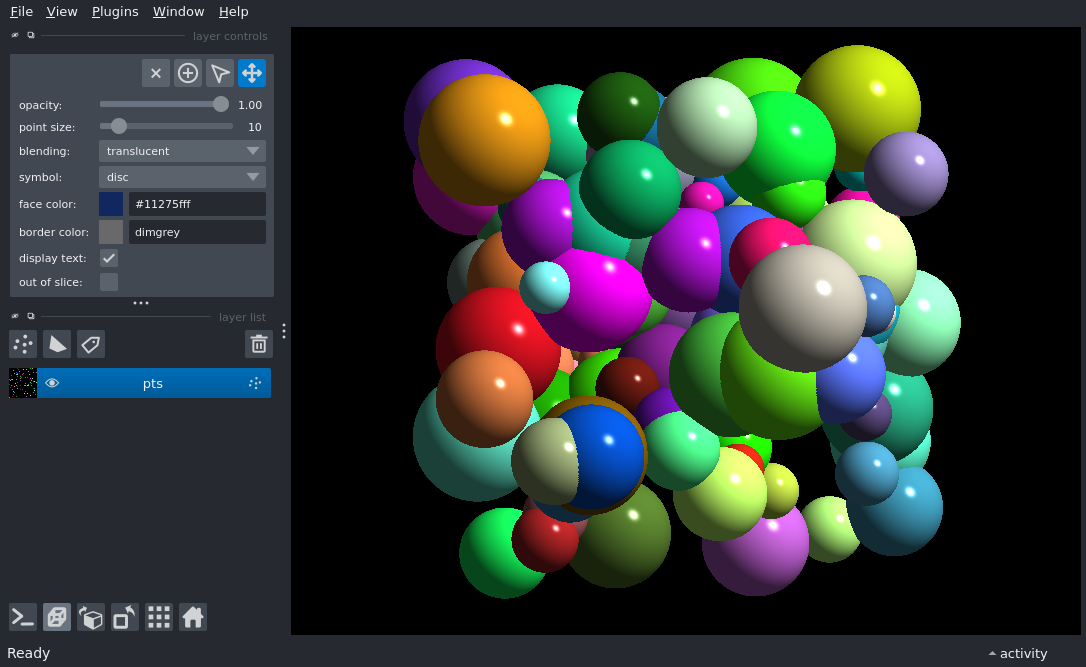 File View Plugins Window Help
layer controls
opacity: 1.00
point size: 10
blending: translucent
symbol: disc
face color: #11275fff
border color: dimgrey
display text:
out of slice:
layer list
pts
Ready activity